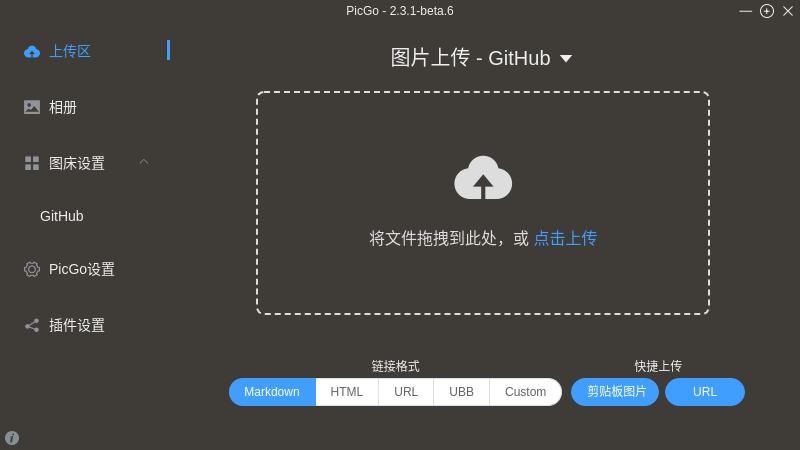 PicGo - 2.3.1-beta.6
上传区
相册
图床设置
GitHub
PicGo设置
插件设置
图片上传 - GitHub
将文件拖拽到此处，或 点击上传
链接格式
Markdown HTML URL UBB Custom
快捷上传
剪贴板图片 URL